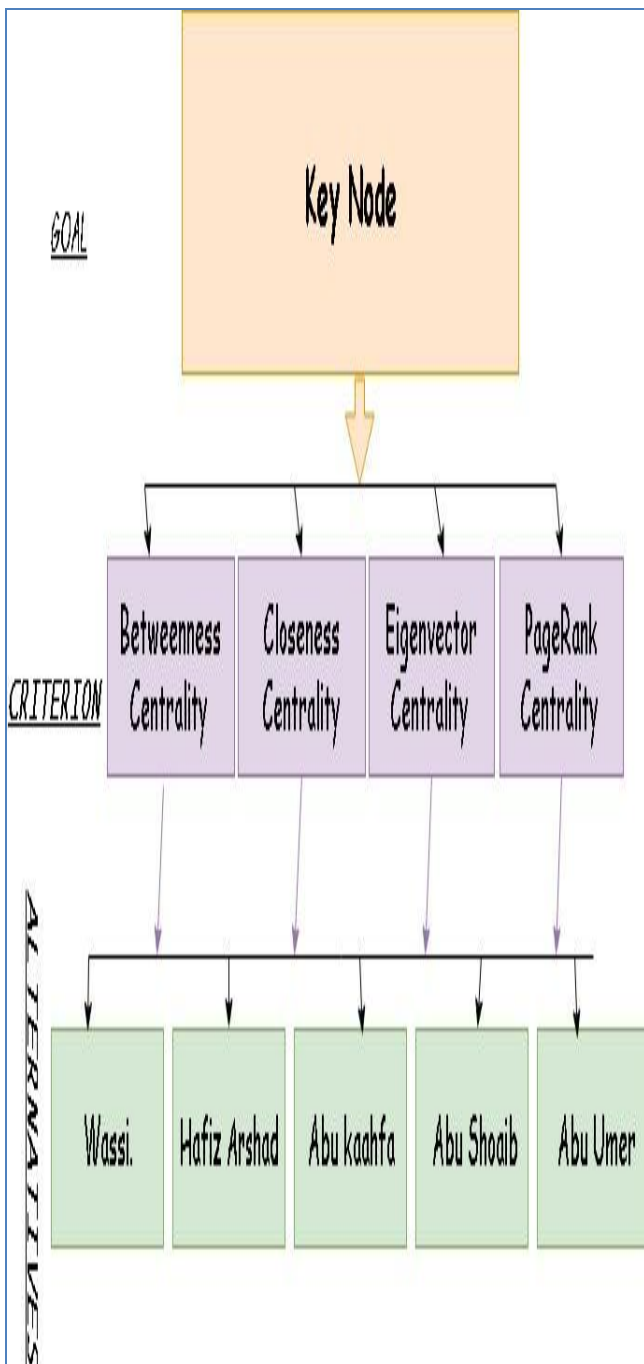 Key Node
GOAL
Betweenness
Centrality
Closeness
Centrality
Eigenvector
Centrality
PageRank
Centrality
CRITERION
ALTERNATIVES
Wassi.
Hafiz Arshad
Abu kaahfa
Abu Shoaib
Abu Umer